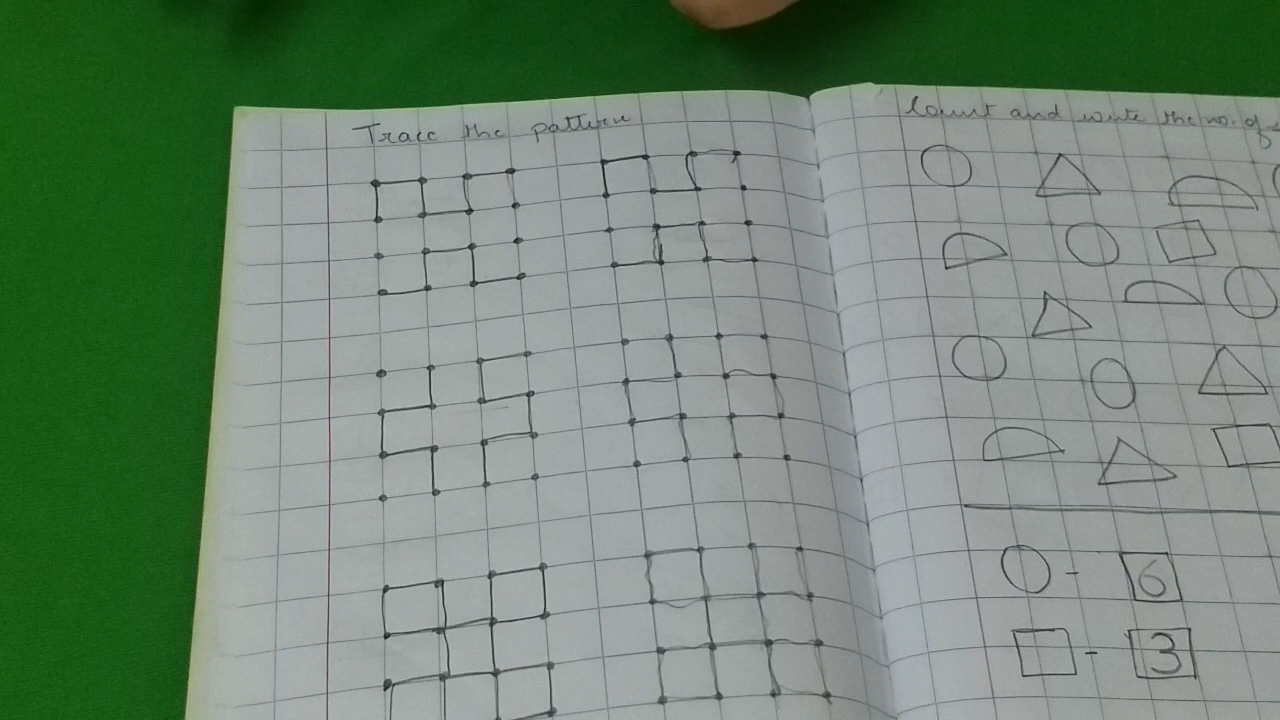 Trace the pattern
Count and write the no. of
6
3